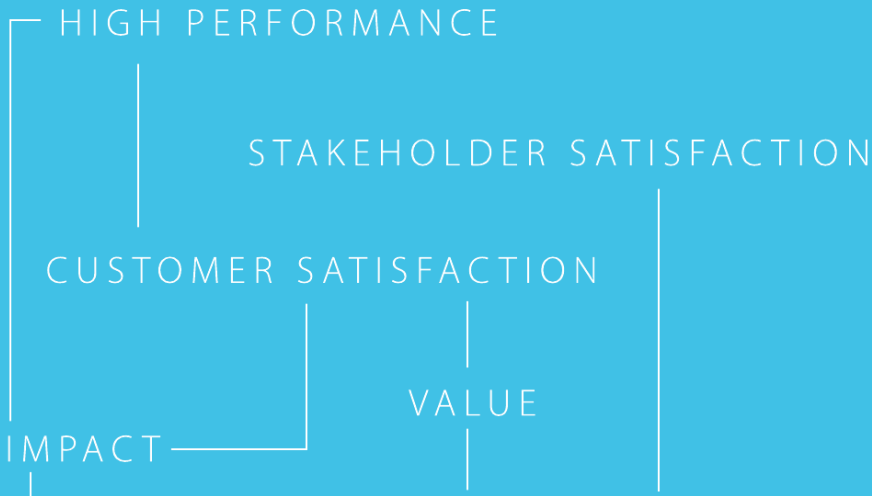 HIGH PERFORMANCE
STAKEHOLDER SATISFACTION
CUSTOMER SATISFACTION
VALUE
IMPACT